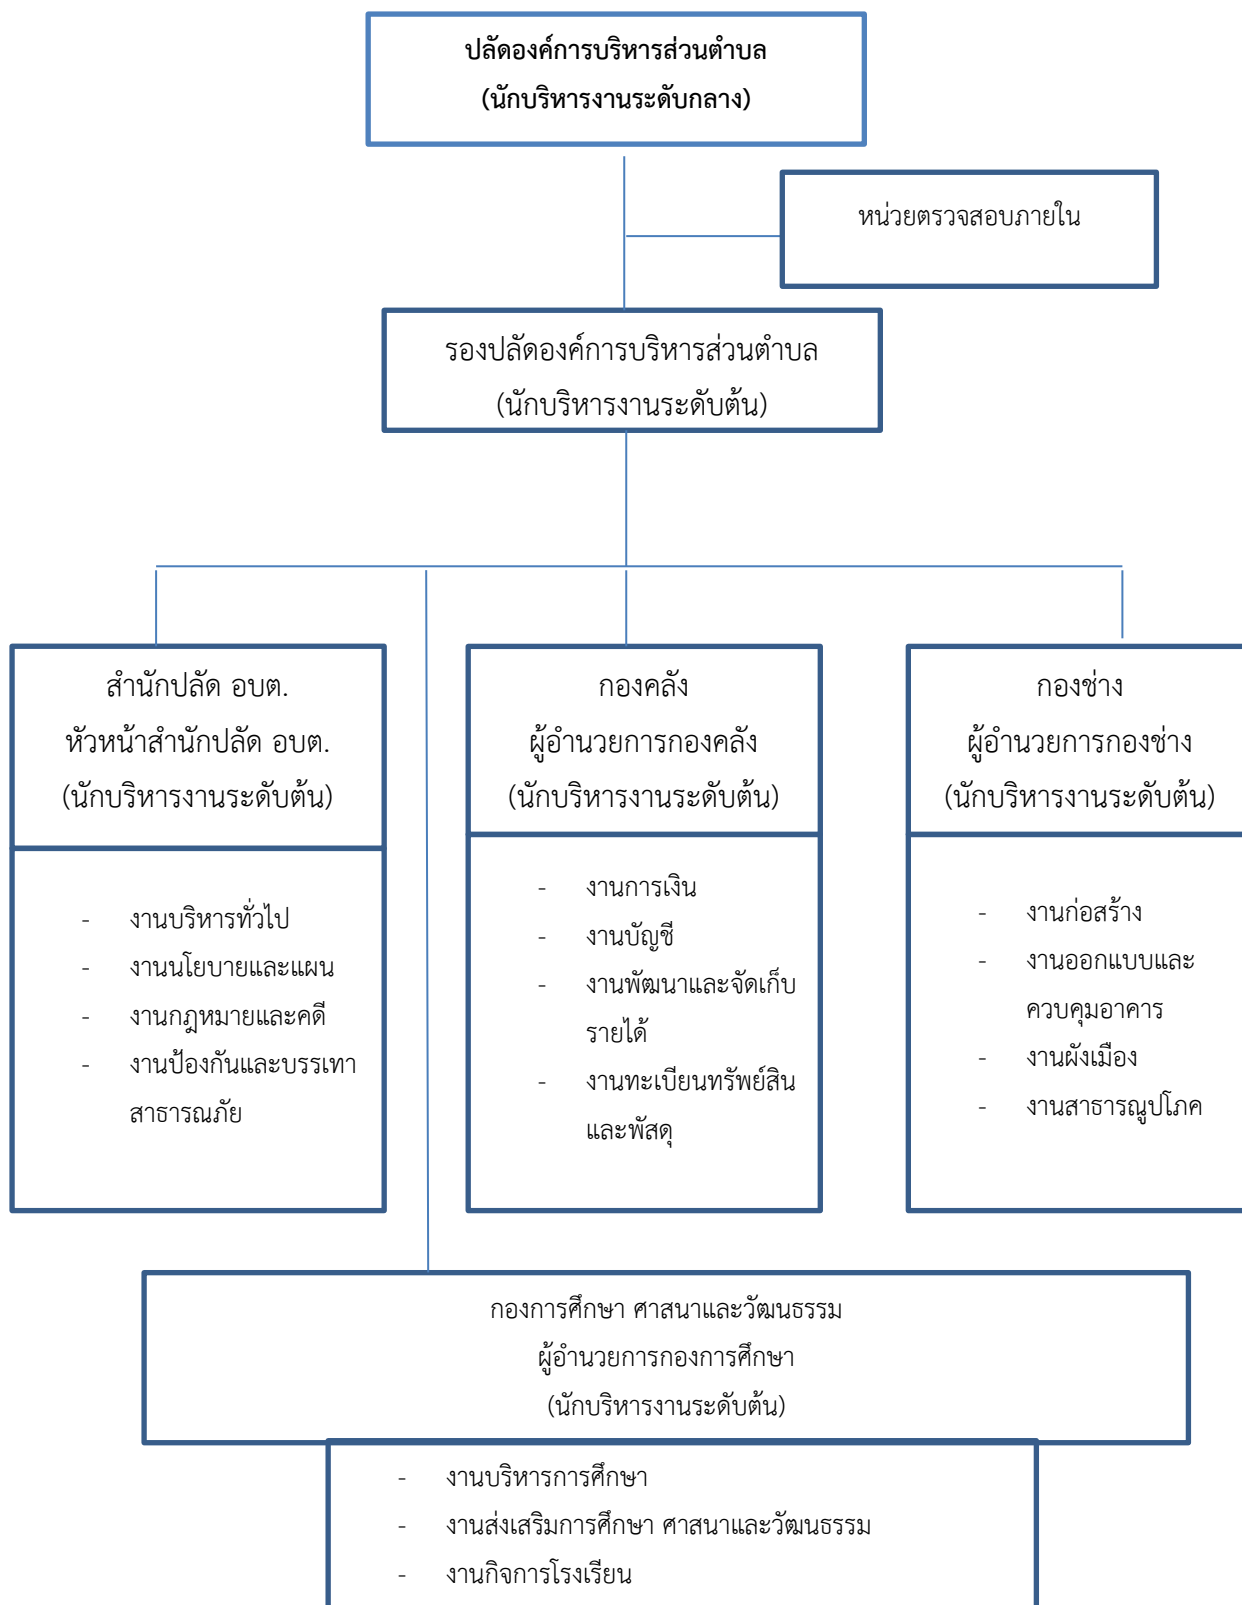 ปลัดองค์การบริหารส่วนตำบล
(นักบริหารงานระดับกลาง)
หน่วยตรวจสอบภายใน
รองปลัดองค์การบริหารส่วนตำบล
(นักบริหารงานระดับต้น)
สำนักปลัด อบต.
หัวหน้าสำนักปลัด อบต.
(นักบริหารงานระดับต้น)
- งานบริหารทั่วไป
- งานนโยบายและแผน
- งานกฎหมายและคดี
- งานป้องกันและบรรเทา
สาธารณภัย
กองคลัง
ผู้อำนวยการกองคลัง
(นักบริหารงานระดับต้น)
- งานการเงิน
- งานบัญชี
- งานพัฒนาและจัดเก็บ
รายได้
- งานทะเบียนทรัพย์สิน
และพัสดุ
กองช่าง
ผู้อำนวยการกองช่าง
(นักบริหารงานระดับต้น)
- งานก่อสร้าง
- งานออกแบบและ
ควบคุมอาคาร
- งานผังเมือง
- งานสาธารณูปโภค
กองการศึกษา ศาสนาและวัฒนธรรม
ผู้อำนวยการกองการศึกษา
(นักบริหารงานระดับต้น)
- งานบริหารการศึกษา
- งานส่งเสริมการศึกษา ศาสนาและวัฒนธรรม
- งานกิจการโรงเรียน